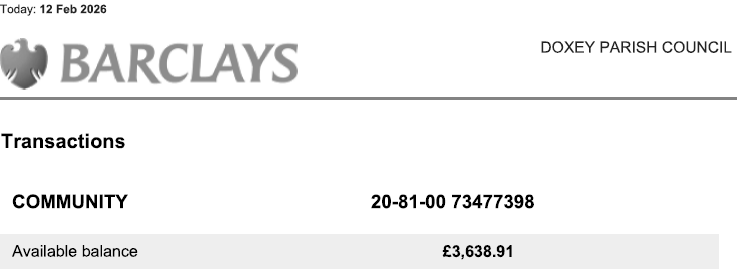 Today: 12 Feb 2026
BARCLAYS
DOXEY PARISH COUNCIL
Transactions
COMMUNITY 20-81-00 73477398
Available balance £3,638.91